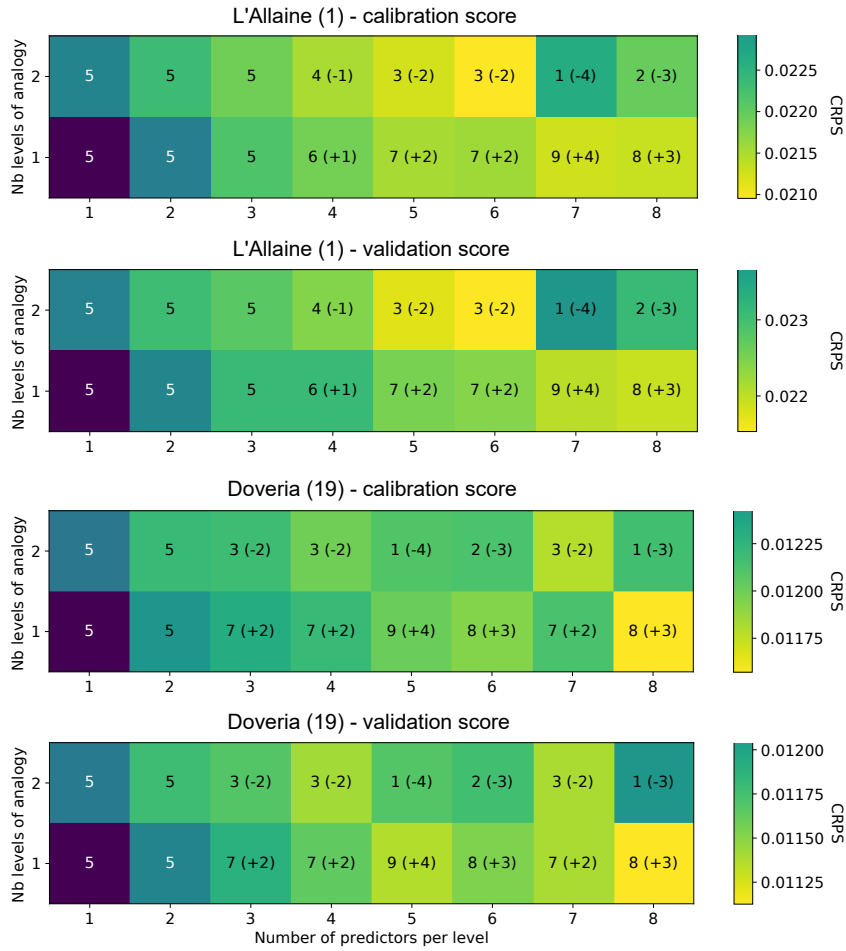 L'Allaine (1) - calibration score
Nb levels of analogy
2 5 5 5 4 (-1) 3 (-2) 3 (-2) 1 (-4) 2 (-3)
1 5 5 5 6 (+1) 7 (+2) 7 (+2) 9 (+4) 8 (+3)
1 2 3 4 5 6 7 8
0.0225
0.0220
0.0215
0.0210
CRPS
L'Allaine (1) - validation score
Nb levels of analogy
2 5 5 5 4 (-1) 3 (-2) 3 (-2) 1 (-4) 2 (-3)
1 5 5 5 6 (+1) 7 (+2) 7 (+2) 9 (+4) 8 (+3)
1 2 3 4 5 6 7 8
0.023
0.022
CRPS
Doveria (19) - calibration score
Nb levels of analogy
2 5 5 3 (-2) 3 (-2) 1 (-4) 2 (-3) 3 (-2) 1 (-3)
1 5 5 7 (+2) 7 (+2) 9 (+4) 8 (+3) 7 (+2) 8 (+3)
1 2 3 4 5 6 7 8
0.01225
0.01200
0.01175
CRPS
Doveria (19) - validation score
Nb levels of analogy
2 5 5 3 (-2) 3 (-2) 1 (-4) 2 (-3) 3 (-2) 1 (-3)
1 5 5 7 (+2) 7 (+2) 9 (+4) 8 (+3) 7 (+2) 8 (+3)
1 2 3 4 5 6 7 8
Number of predictors per level
0.01200
0.01175
0.01150
0.01125
CRPS